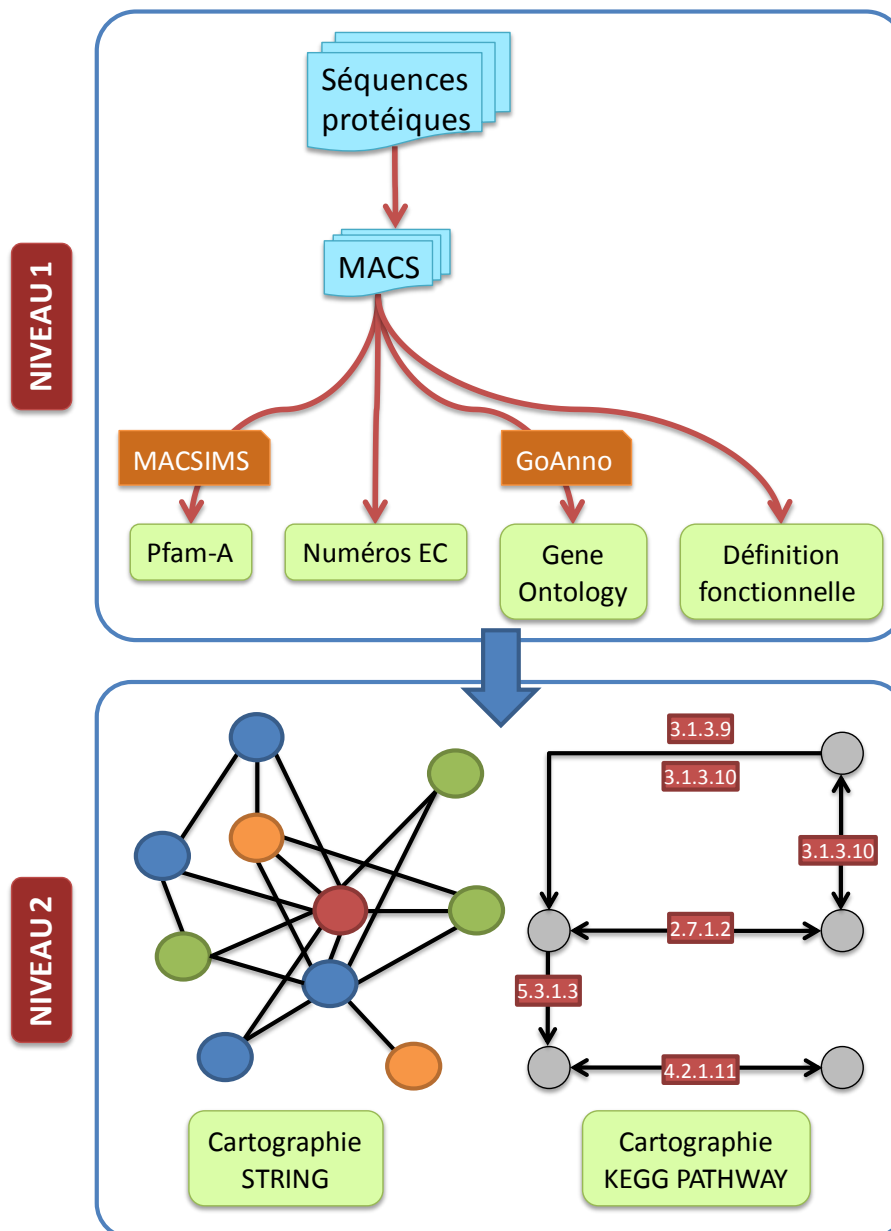 NIVEAU 1
Séquences
protéiques
MACS
MACSIMS
GoAnno
Pfam-A
Numéros EC
Gene
Ontology
Définition
fonctionnelle
NIVEAU 2
3.1.3.9
3.1.3.10
3.1.3.10
2.7.1.2
5.3.1.3
4.2.1.11
Cartographie
STRING
Cartographie
KEGG PATHWAY